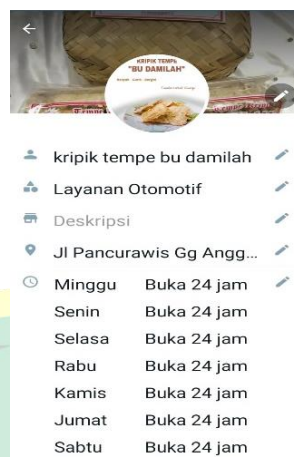 KRIPIK TEMPE
"BU DAMILAH"
kripik tempe bu damilah
Layanan Otomotif
Deskripsi
Jl Pancurawis Gg Angg...
Minggu Buka 24 jam
Senin Buka 24 jam
Selasa Buka 24 jam
Rabu Buka 24 jam
Kamis Buka 24 jam
Jumat Buka 24 jam
Sabtu Buka 24 jam